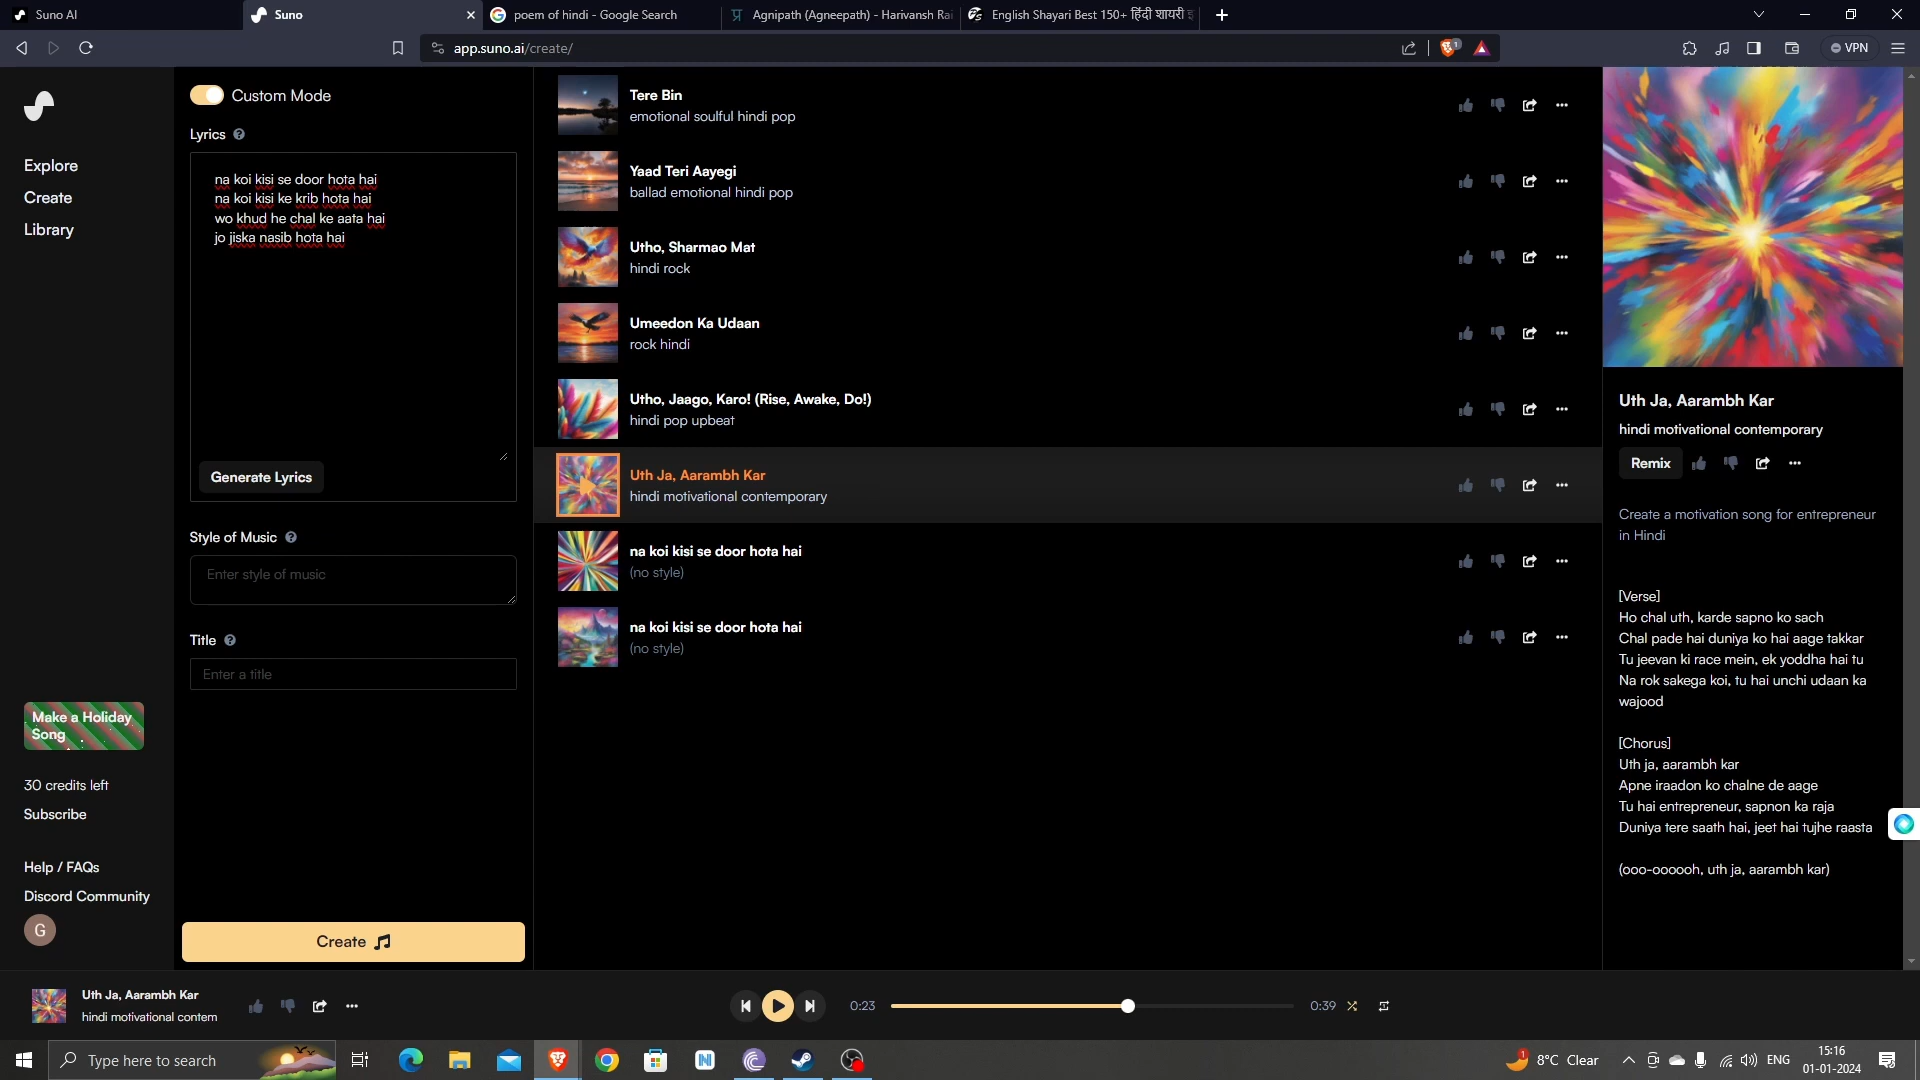 Suno AI
Suno
poem of hindi - Google Search
Agnipath (Agneepath) - Harivansh Rai
English Shayari Best 150+ हिंदी शायरी इ
app.suno.ai/create/
1
VPN
Explore
Create
Library
Make a Holiday
Song
30 credits left
Subscribe
Help / FAQs
Discord Community
G
Custom Mode
Lyrics
na koi kisi se door hota hai
na koi kisi ke krib hota hai
wo khud he chal ke aata hai
jo jiska nasib hota hai
Generate Lyrics
Style of Music
Enter style of music
Title
Enter a title
Create
Tere Bin
emotional soulful hindi pop
Yaad Teri Aayegi
ballad emotional hindi pop
Utho, Sharmao Mat
hindi rock
Umeedon Ka Udaan
rock hindi
Utho, Jaago, Karo! (Rise, Awake, Do!)
hindi pop upbeat
Uth Ja, Aarambh Kar
hindi motivational contemporary
na koi kisi se door hota hai
(no style)
na koi kisi se door hota hai
(no style)
Uth Ja, Aarambh Kar
hindi motivational contemporary
Remix
Create a motivation song for entrepreneur
in Hindi
[Verse]
Ho chal uth, karde sapno ko sach
Chal pade hai duniya ko hai aage takkar
Tu jeevan ki race mein, ek yoddha hai tu
Na rok sakega koi, tu hai unchi udaan ka
wajood
[Chorus]
Uth ja, aarambh kar
Apne iraadon ko chalne de aage
Tu hai entrepreneur, sapnon ka raja
Duniya tere saath hai, jeet hai tujhe raasta
(ooo-oooooh, uth ja, aarambh kar)
Uth Ja, Aarambh Kar
hindi motivational contem
0:23
0:39
Type here to search
1
8°C Clear
ENG
15:16
01-01-2024